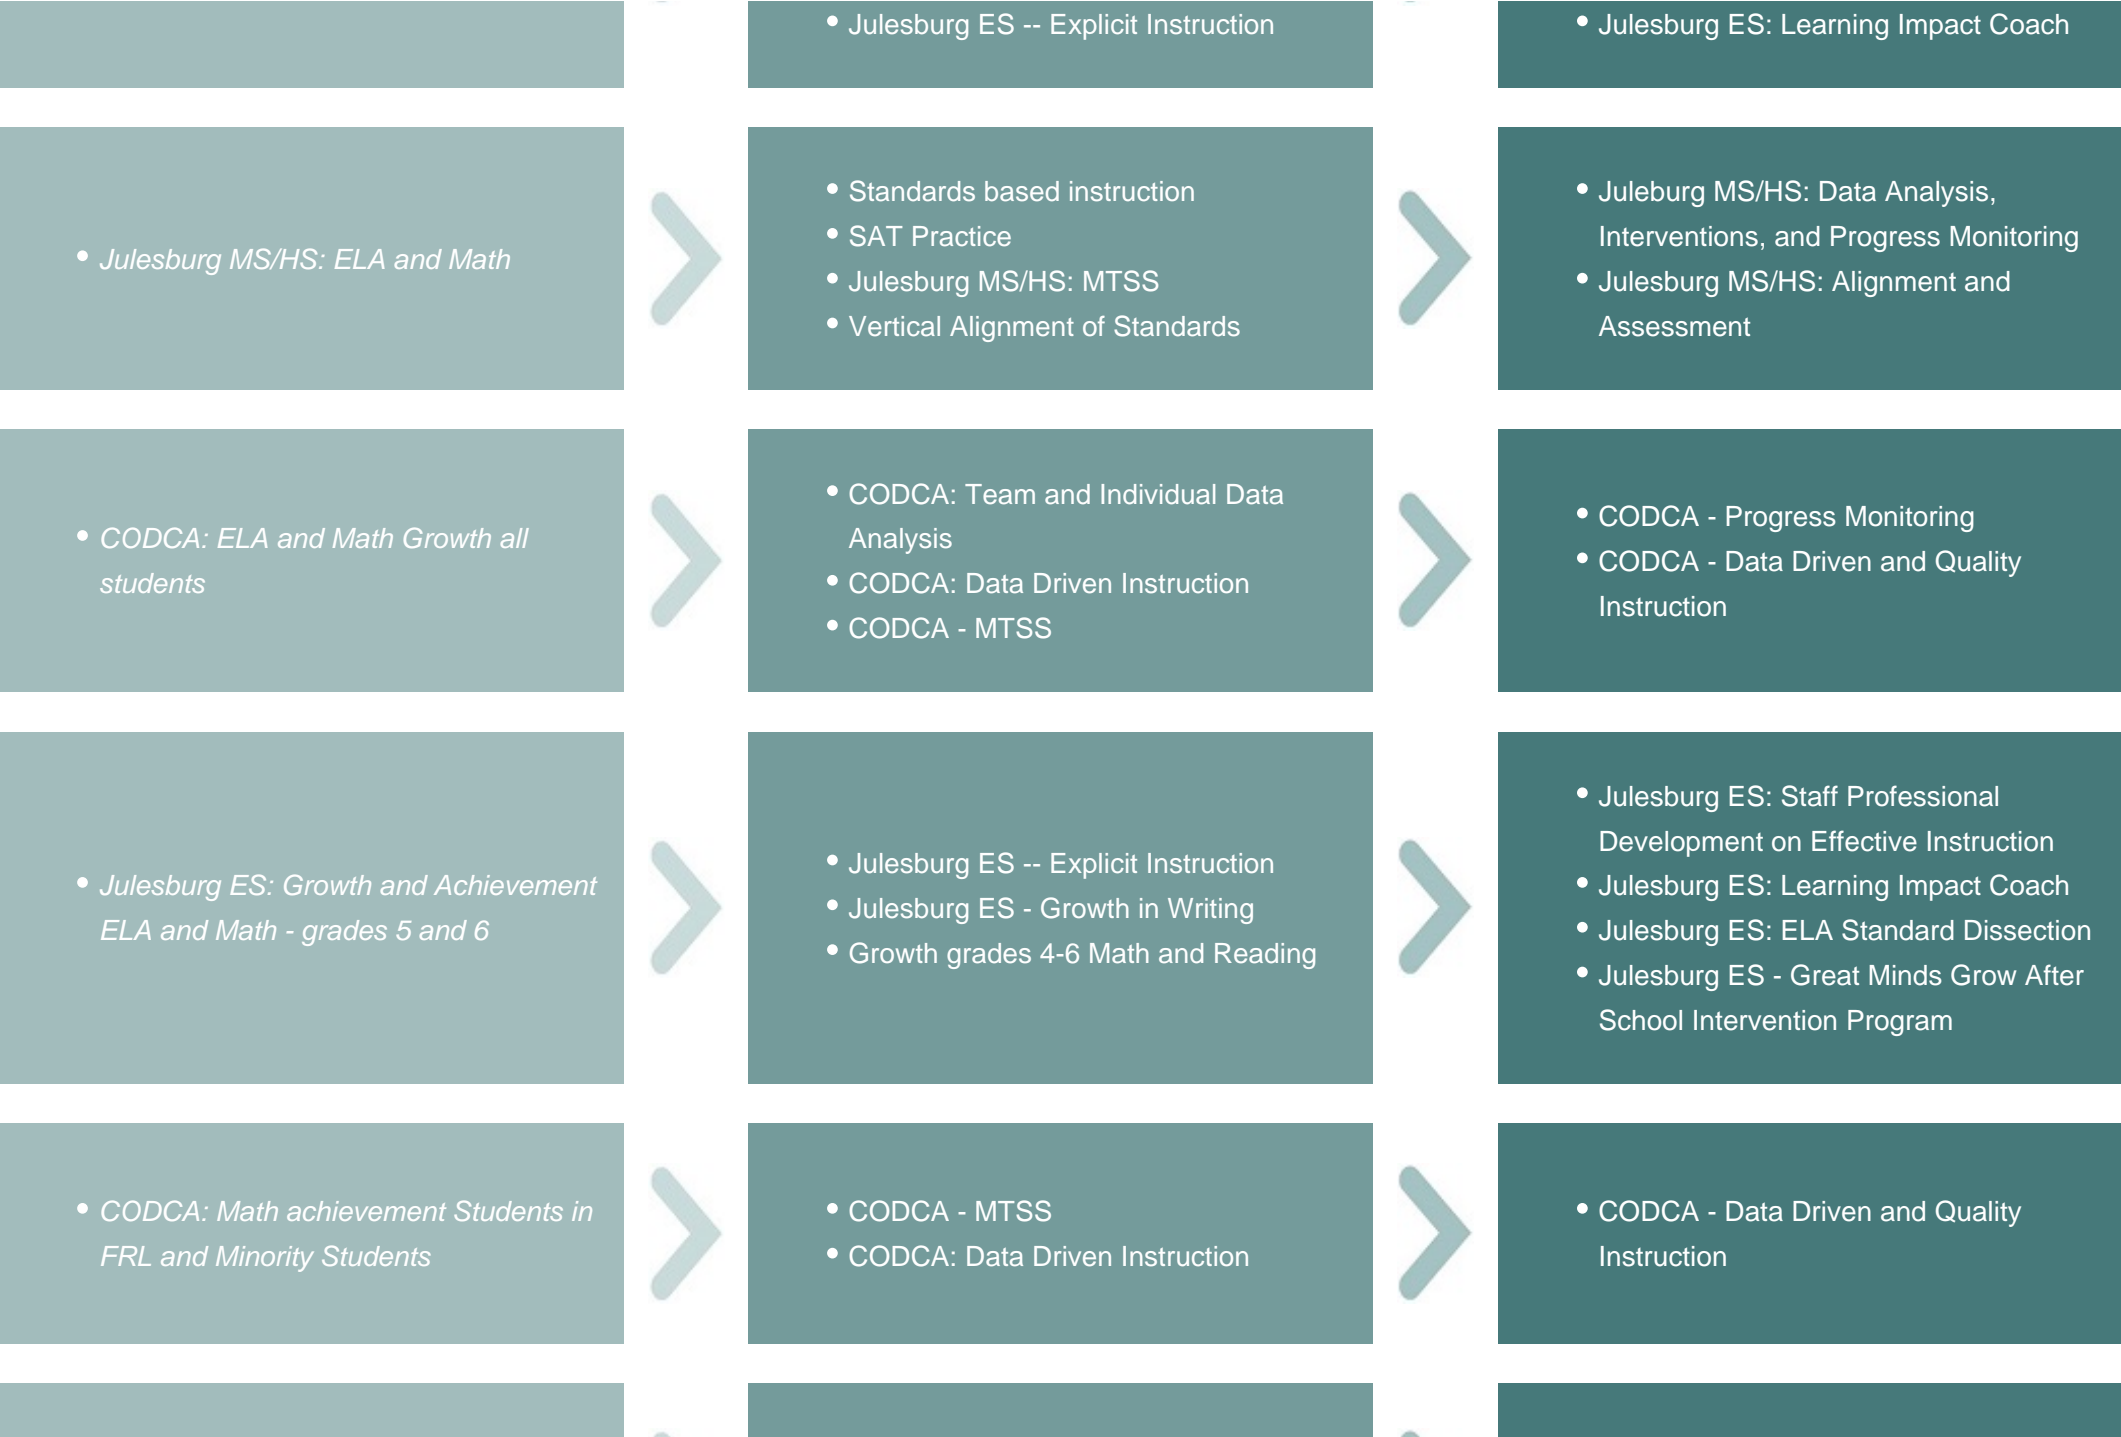 • Julesburg ES -- Explicit Instruction
• Julesburg ES: Learning Impact Coach
• Julesburg MS/HS: ELA and Math
• Standards based instruction
• SAT Practice
• Julesburg MS/HS: MTSS
• Vertical Alignment of Standards
• Juleburg MS/HS: Data Analysis,
Interventions, and Progress Monitoring
• Julesburg MS/HS: Alignment and
Assessment
• CODCA: ELA and Math Growth all
students
• CODCA: Team and Individual Data
Analysis
• CODCA: Data Driven Instruction
• CODCA - MTSS
• CODCA - Progress Monitoring
• CODCA - Data Driven and Quality
Instruction
• Julesburg ES: Growth and Achievement
ELA and Math - grades 5 and 6
• Julesburg ES -- Explicit Instruction
• Julesburg ES - Growth in Writing
• Growth grades 4-6 Math and Reading
• Julesburg ES: Staff Professional
Development on Effective Instruction
• Julesburg ES: Learning Impact Coach
• Julesburg ES: ELA Standard Dissection
• Julesburg ES - Great Minds Grow After
School Intervention Program
• CODCA: Math achievement Students in
FRL and Minority Students
• CODCA - MTSS
• CODCA: Data Driven Instruction
• CODCA - Data Driven and Quality
Instruction